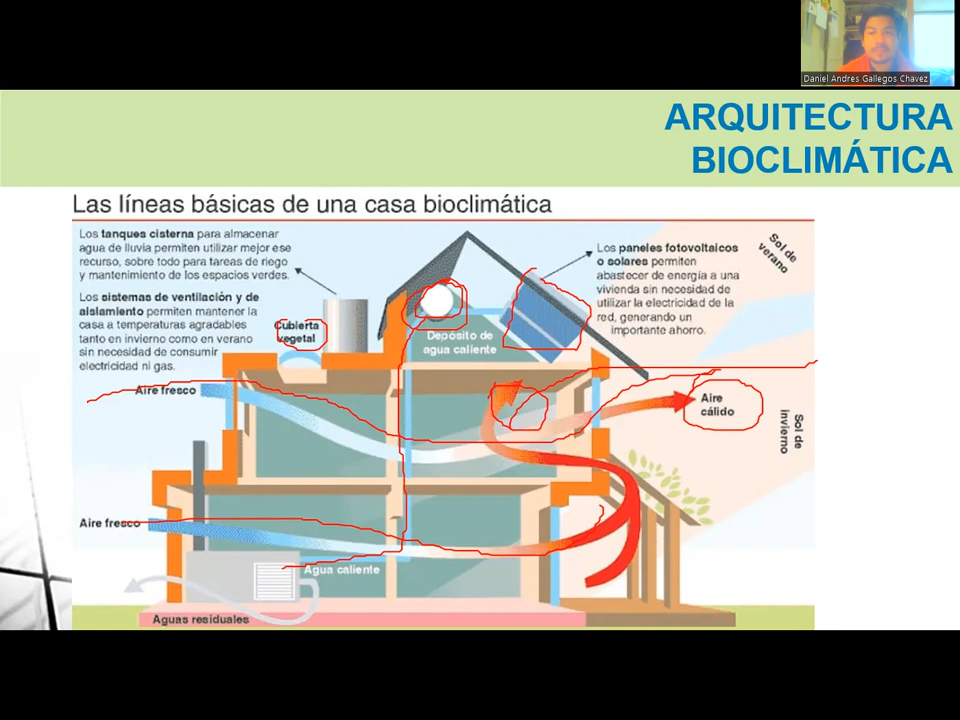 Daniel Andres Gallegos Chavez
ARQUITECTURA
BIOCLIMÁTICA
Las líneas básicas de una casa bioclimática
Los tanques cisterna para almacenar
agua de lluvia permiten utilizar mejor ese
recurso, sobre todo para tareas de riego
y mantenimiento de los espacios verdes.
Los sistemas de ventilación y de
aislamiento permiten mantener la
casa a temperaturas agradables
tanto en invierno como en verano
sin necesidad de consumir
electricidad ni gas.
Cubierta
vegetal
Depósito de
agua caliente
Los paneles fotovoltaicos
o solares permiten
abastecer de energía a una
vivienda sin necesidad de
utilizar la electricidad de la
red, generando un
importante ahorro.
Sol de
verano
Aire fresco
Aire
cálido
Sol de
invierno
Aire fresco
Agua caliente
Aguas residuales